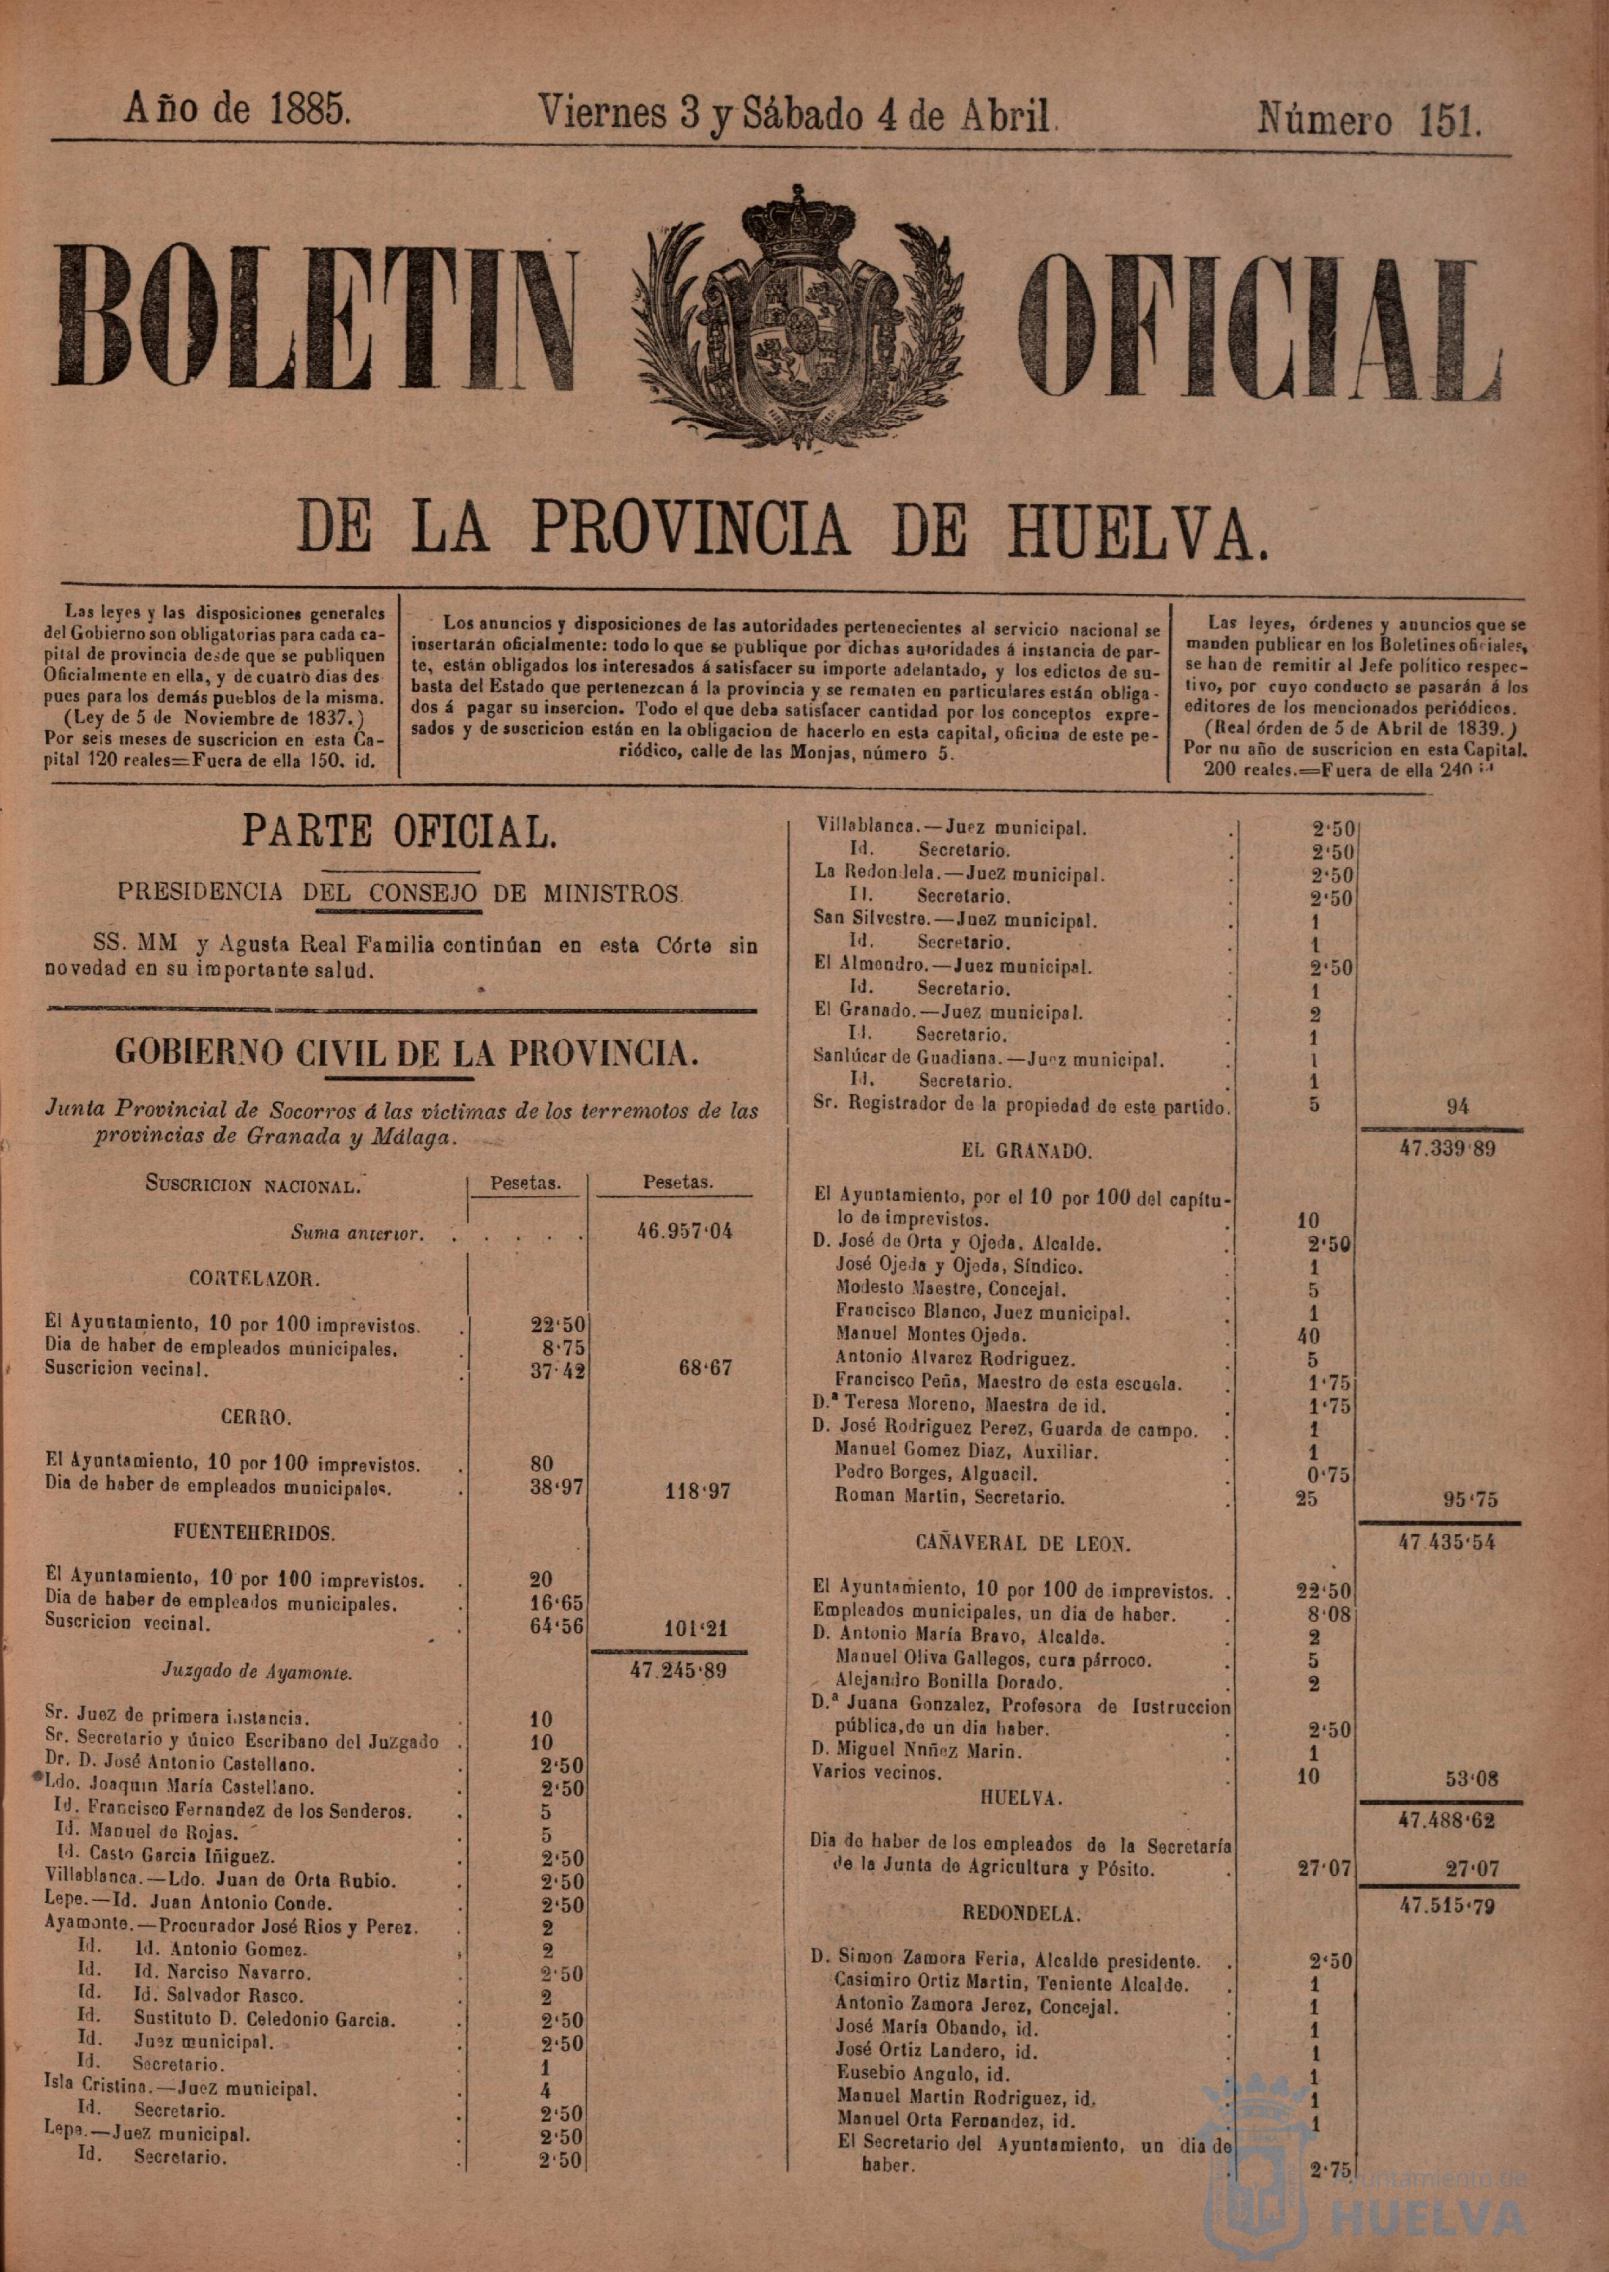 Año de 1885.
Viernes 3 y Sábado 4 de Abril.
Número 151.
BOLETIN OFICIAL
DE LA PROVINCIA DE HUELVA.
Las leyes y las disposiciones generales
del Gobierno son obligatorias para cada ca-
pital de provincia desde que se publiquen
Oficialmente en ella, y de cuatro dias des
pues para los demás pueblos de la misma.
(Ley de 5 de Noviembre de 1837.)
Por seis meses de suscricion en esta Ca-
pital 120 reales=Fuera de ella 150. id.
Los anuncios y disposiciones de las autoridades pertenecientes al servicio nacional se
insertarán oficialmente: todo lo que se publique por dichas autoridades á instancia de par-
te, están obligados los interesados á satisfacer su importe adelantado, y los edictos de su-
basta del Estado que pertenezcan á la provincia y se rematen en particulares están obliga-
dos á pagar su insercion. Todo el que deba satisfacer cantidad por los conceptos expre-
sados y de suscricion están en la obligacion de hacerlo en esta capital, oficina de este pe-
riódico, calle de las Monjas, número 5.
Las leyes, órdenes y anuncios que se
manden publicar en los Boletines oficiales,
se han de remitir al Jefe político respec-
tivo, por cuyo conducto se pasarán á los
editores de los mencionados periódicos.
(Real órden de 5 de Abril de 1839.)
Por nu año de suscricion en esta Capital.
200 reales.=Fuera de ella 240 id
PARTE OFICIAL.
PRESIDENCIA DEL CONSEJO DE MINISTROS.
SS. MM y Agusta Real Familia continúan en esta Córte sin
novedad en su importante salud.
GOBIERNO CIVIL DE LA PROVINCIA.
Junta Provincial de Socorros á las víctimas de los terremotos de las
provincias de Granada y Málaga.
SUSCRICION NACIONAL. Pesetas. Pesetas.
Suma anterior. . . . . . 46.957'04
CORTELAZOR.
El Ayuntamiento, 10 por 100 imprevistos. . 22'50
Dia de haber de empleados municipales. . 8'75
Suscricion vecinal. . 37'42 68'67
CERRO.
El Ayuntamiento, 10 por 100 imprevistos. . 80
Dia de haber de empleados municipales. . 38'97 118'97
FUENTEHERIDOS.
El Ayuntamiento, 10 por 100 imprevistos. . 20
Dia de haber de empleados municipales. . 16'65
Suscricion vecinal. . 64'56 101'21
47.245'89
Juzgado de Ayamonte.
Sr. Juez de primera instancia. . 10
Sr. Secretario y único Escribano del Juzgado . 10
Dr. D. José Antonio Castellano. . 2'50
Ldo. Joaquin María Castellano. . 2'50
Id. Francisco Fernandez de los Senderos. . 5
Id. Manuel de Rojas. . 5
Id. Casto Garcia Iñiguez. . 2'50
Villablanca.—Ldo. Juan de Orta Rubio. . 2'50
Lepe.—Id. Juan Antonio Conde. . 2'50
Ayamonte.—Procurador José Rios y Perez. . 2
Id. Id. Antonio Gomez. . 2
Id. Id. Narciso Navarro. . 2'50
Id. Id. Salvador Rasco. . 2
Id. Sustituto D. Celedonio Garcia. . 2'50
Id. Juez municipal. . 2'50
Id. Secretario. . 1
Isla Cristina.—Juez municipal. . 4
Id. Secretario. . 2'50
Lepe.—Juez municipal. . 2'50
Id. Secretario. . 2'50
Villablanca.—Juez municipal. . 2'50
Id. Secretario. . 2'50
La Redondela.—Juez municipal. . 2'50
Id. Secretario. . 2'50
San Silvestre.—Juez municipal. . 1
Id. Secretario. . 1
El Almendro.—Juez municipal. . 2'50
Id. Secretario. . 1
El Granado.—Juez municipal. . 2
Id. Secretario. . 1
Sanlúcar de Guadiana.—Juez municipal. . 1
Id. Secretario. . 1
Sr. Registrador de la propiedad de este partido. 5 94
47.339'89
EL GRANADO.
El Ayuntamiento, por el 10 por 100 del capítu-
lo de imprevistos. . 10
D. José de Orta y Ojeda, Alcalde. . 2'50
José Ojeda y Ojeda, Síndico. . 1
Modesto Maestre, Concejal. . 5
Francisco Blanco, Juez municipal. . 1
Manuel Montes Ojeda. . 40
Antonio Alvarez Rodriguez. . 5
Francisco Peña, Maestro de esta escuela. . 1'75
D.ª Teresa Moreno, Maestra de id. . 1'75
D. José Rodriguez Perez, Guarda de campo. . 1
Manuel Gomez Diaz, Auxiliar. . 1
Pedro Borges, Alguacil. . 0'75
Roman Martin, Secretario. . 25 95'75
47.435'54
CAÑAVERAL DE LEON.
El Ayuntamiento, 10 por 100 de imprevistos. . 22'50
Empleados municipales, un dia de haber. . 8'08
D. Antonio María Bravo, Alcalde. . 2
Manuel Oliva Gallegos, cura párroco. . 5
Alejandro Bonilla Dorado. . 2
D.ª Juana Gonzalez, Profesora de Iustruccion
pública, de un dia haber. . 2'50
D. Miguel Nnñez Marin. . 1
Varios vecinos. . 10 53'08
47.488'62
HUELVA.
Dia de haber de los empleados de la Secretaría
de la Junta de Agricultura y Pósito. . 27'07 27'07
47.515'79
REDONDELA.
D. Simon Zamora Feria, Alcalde presidente. . 2'50
Casimiro Ortiz Martin, Teniente Alcalde. . 1
Antonio Zamora Jerez, Concejal. . 1
José María Obando, id. . 1
José Ortiz Landero, id. . 1
Eusebio Angulo, id. . 1
Manuel Martin Rodriguez, id. . 1
Manuel Orta Fernandez, id. . 1
El Secretario del Ayuntamiento, un dia de
haber. . 2'75
Ayuntamiento de
HUELVA